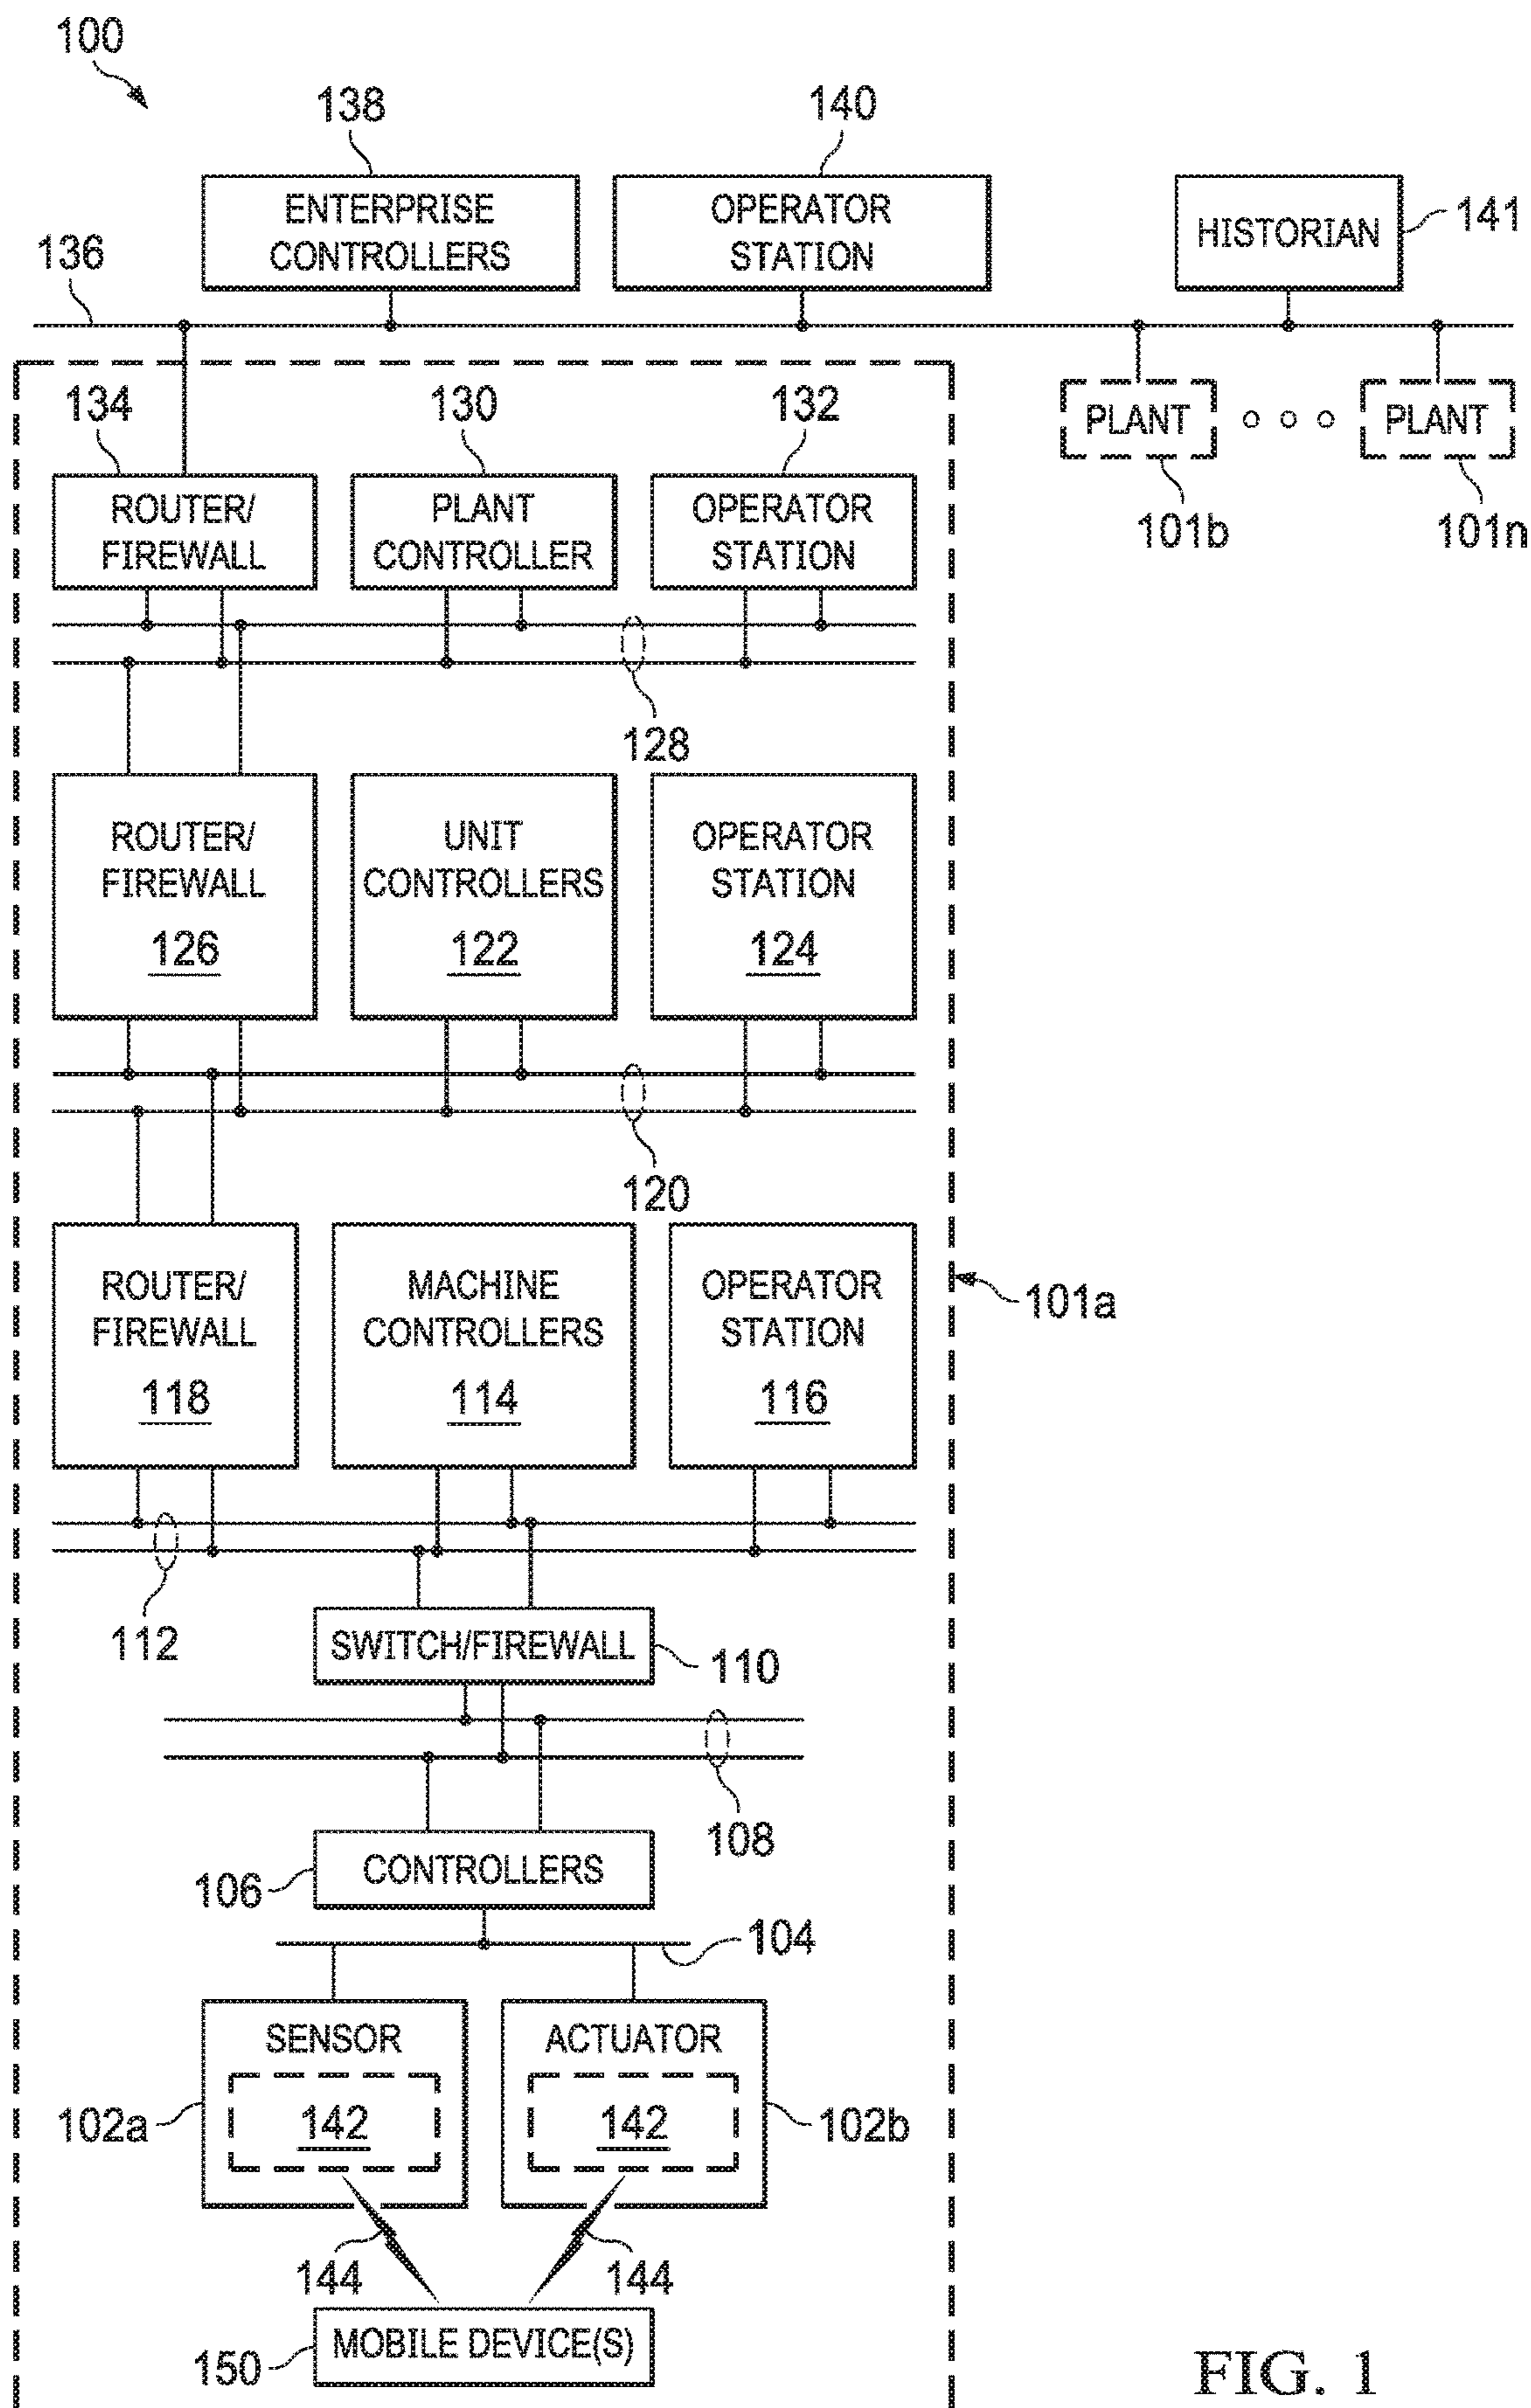 100
138
140
ENTERPRISE
CONTROLLERS
OPERATOR
STATION
HISTORIAN
141
136
134
130
132
PLANT
PLANT
101b
101n
ROUTER/
FIREWALL
PLANT
CONTROLLER
OPERATOR
STATION
128
ROUTER/
FIREWALL
126
UNIT
CONTROLLERS
122
OPERATOR
STATION
124
120
ROUTER/
FIREWALL
118
MACHINE
CONTROLLERS
114
OPERATOR
STATION
116
101a
112
SWITCH/FIREWALL
110
108
CONTROLLERS
106
104
SENSOR
142
ACTUATOR
142
102a
102b
144
144
MOBILE DEVICE(S)
150
FIG. 1